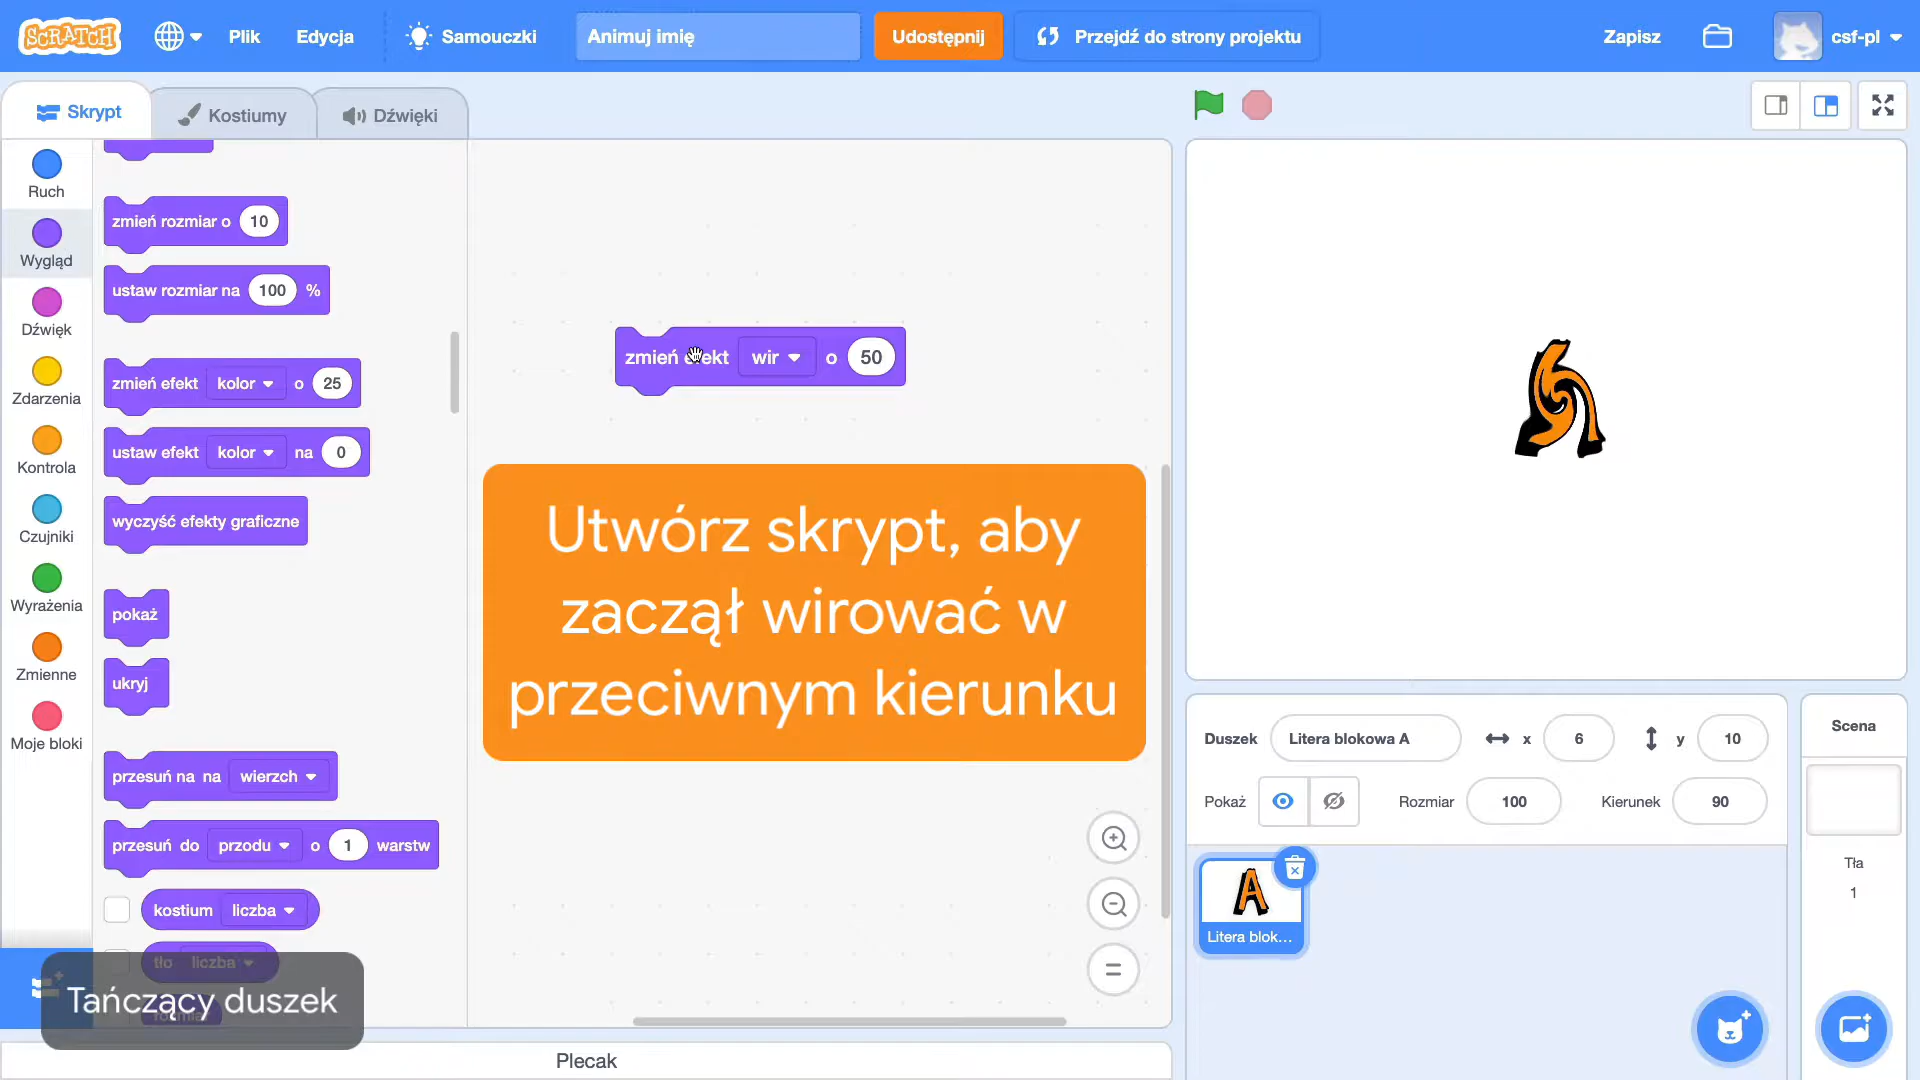 SCRATCH
Plik
Edycja
Samouczki
Animuj imię
Udostępnij
Przejdź do strony projektu
Zapisz
csf-pl
Skrypt
Kostiumy
Dźwięki
Ruch
Wygląd
Dźwięk
Zdarzenia
Kontrola
Czujniki
Wyrażenia
Zmienne
Moje bloki
zmień rozmiar o 10
ustaw rozmiar na 100 %
zmień efekt kolor o 25
ustaw efekt kolor na 0
wyczyść efekty graficzne
pokaż
ukryj
przesuń na na wierzch
przesuń do przodu o 1 warstw
kostium liczba
tło liczba
rozmiar
zmień efekt wir o 50
Utwórz skrypt, aby
zaczął wirować w
przeciwnym kierunku
Tańczący duszek
Plecak
Duszek Litera blokowa A x 6 y 10
Pokaż Rozmiar 100 Kierunek 90
A
Litera blok...
Scena
Tła
1